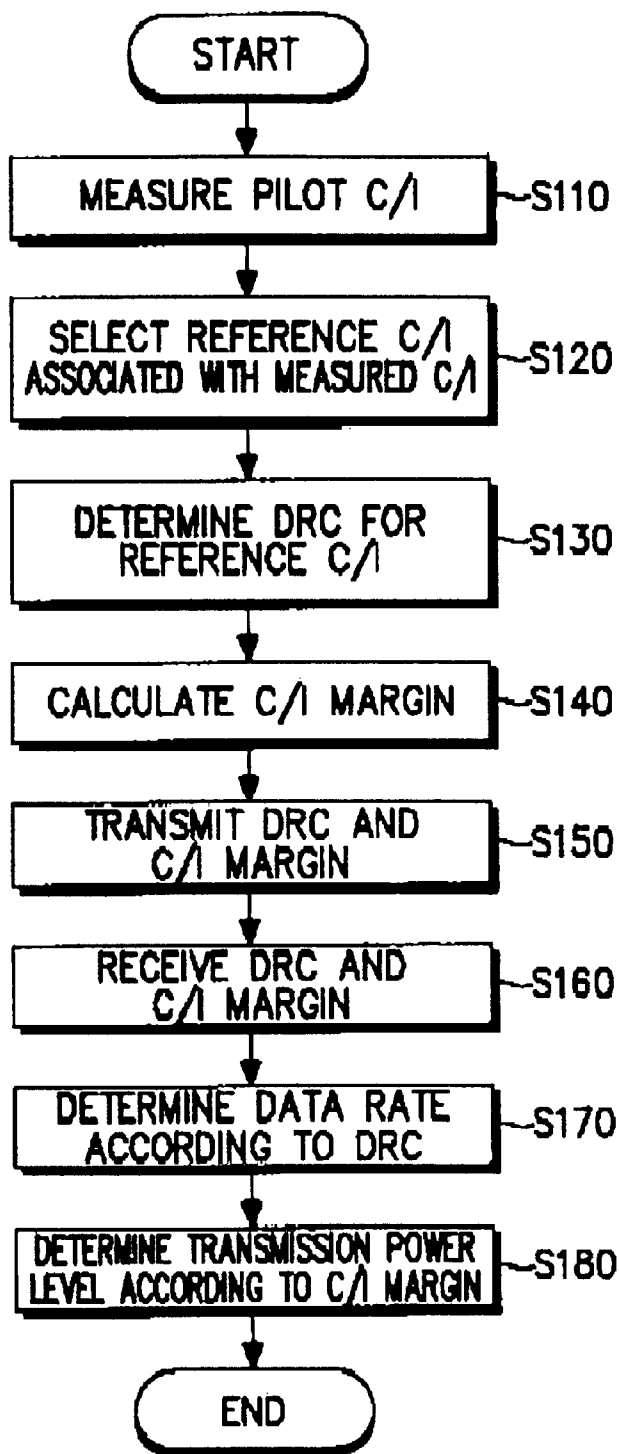 START
MEASURE PILOT C/I
S110
SELECT REFERENCE C/I
ASSOCIATED WITH MEASURED C/I
S120
DETERMINE DRC FOR
REFERENCE C/I
S130
CALCULATE C/I MARGIN
S140
TRANSMIT DRC AND
C/I MARGIN
S150
RECEIVE DRC AND
C/I MARGIN
S160
DETERMINE DATA RATE
ACCORDING TO DRC
S170
DETERMINE TRANSMISSION POWER
LEVEL ACCORDING TO C/I MARGIN
S180
END